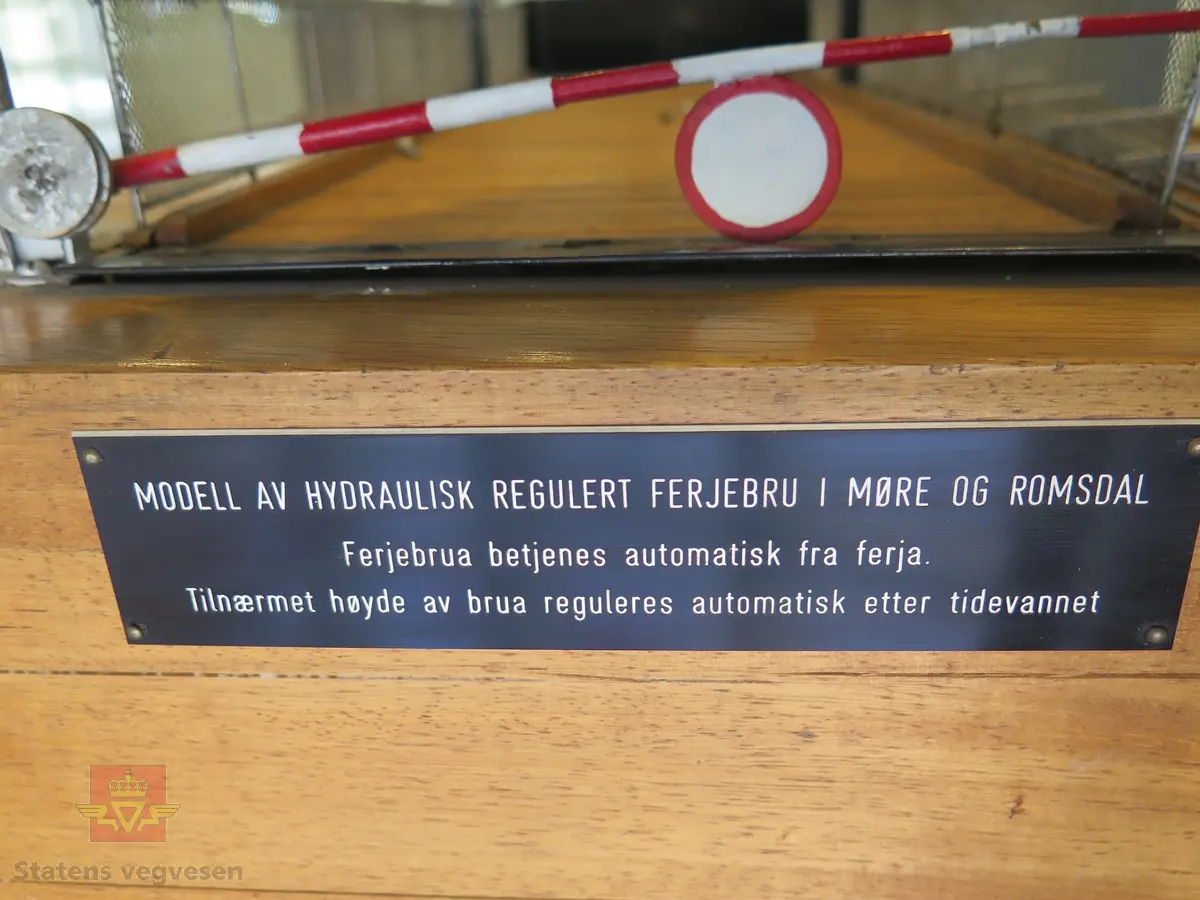 MODELL AV HYDRAULISK REGULERT FERJEBRU I MØRE OG ROMSDAL
Ferjebrua betjenes automatisk fra ferja.
Tilnærmet høyde av brua reguleres automatisk etter tidevannet
Statens vegvesen